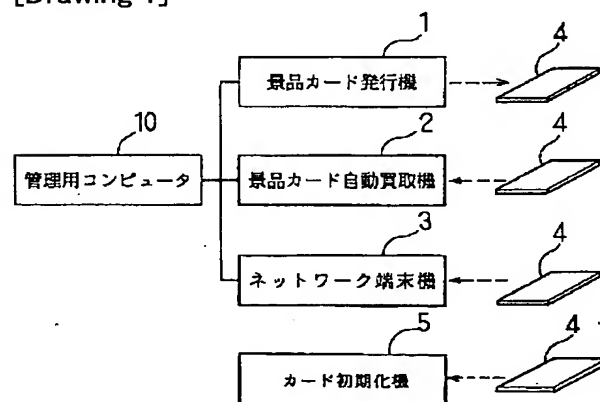 [Drawing 1]
1
4
景品カード発行機
10
2
4
管理用コンピュータ
景品カード自動買取機
3
4
ネットワーク端末機
5
4
カード初期化機